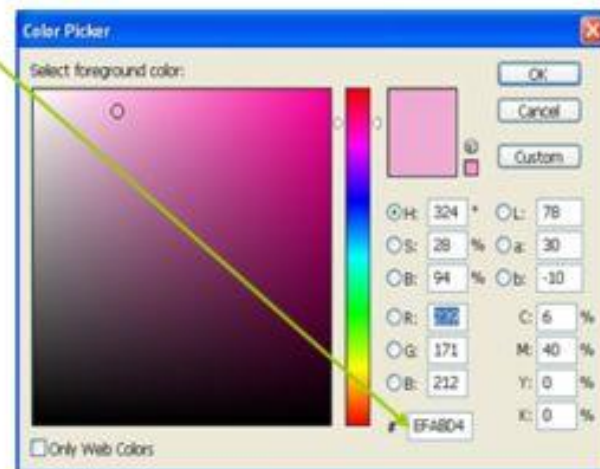 Color Picker
Select foreground color:
OK
Cancel
Custom
H: 324 ° L: 78
S: 28 % a: 30
B: 94 % b: -10
R: 239 C: 6 %
G: 171 M: 40 %
B: 212 Y: 0 %
# EFABD4 K: 0 %
Only Web Colors